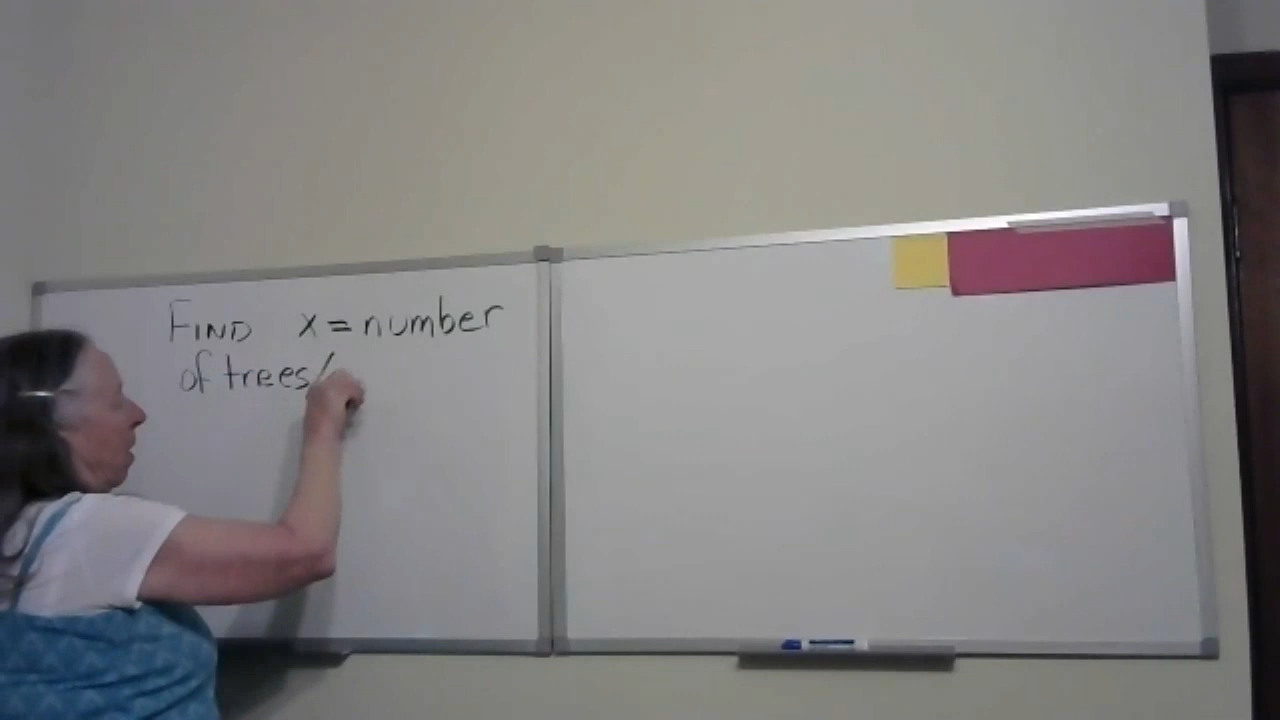 FIND x = number
of trees/